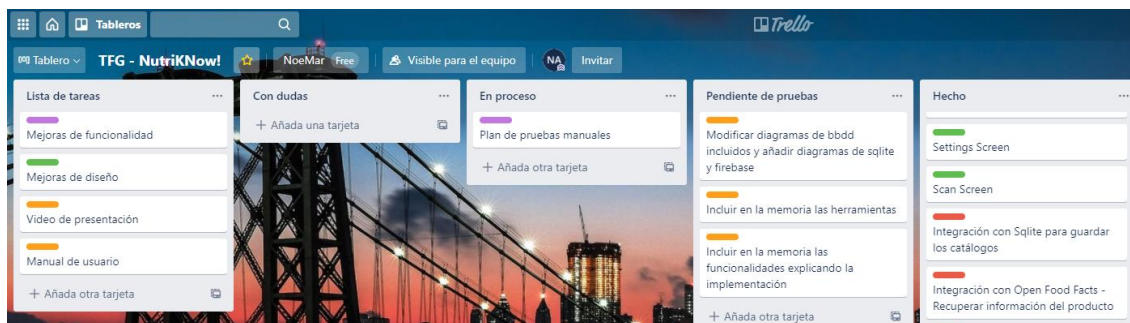 Tableros
Trello
Tablero
TFG - NutriKNow!
NoeMar
Free
Visible para el equipo
NA
Invitar
Lista de tareas
Mejoras de funcionalidad
Mejoras de diseño
Video de presentación
Manual de usuario
+ Añada otra tarjeta
Con dudas
+ Añada una tarjeta
En proceso
Plan de pruebas manuales
+ Añada otra tarjeta
Pendiente de pruebas
Modificar diagramas de bbdd
incluidos y añadir diagramas de sqlite
y firebase
Incluir en la memoria las herramientas
Incluir en la memoria las
funcionalidades explicando la
implementación
+ Añada otra tarjeta
Hecho
Settings Screen
Scan Screen
Integración con Sqlite para guardar
los catálogos
Integración con Open Food Facts -
Recuperar información del producto